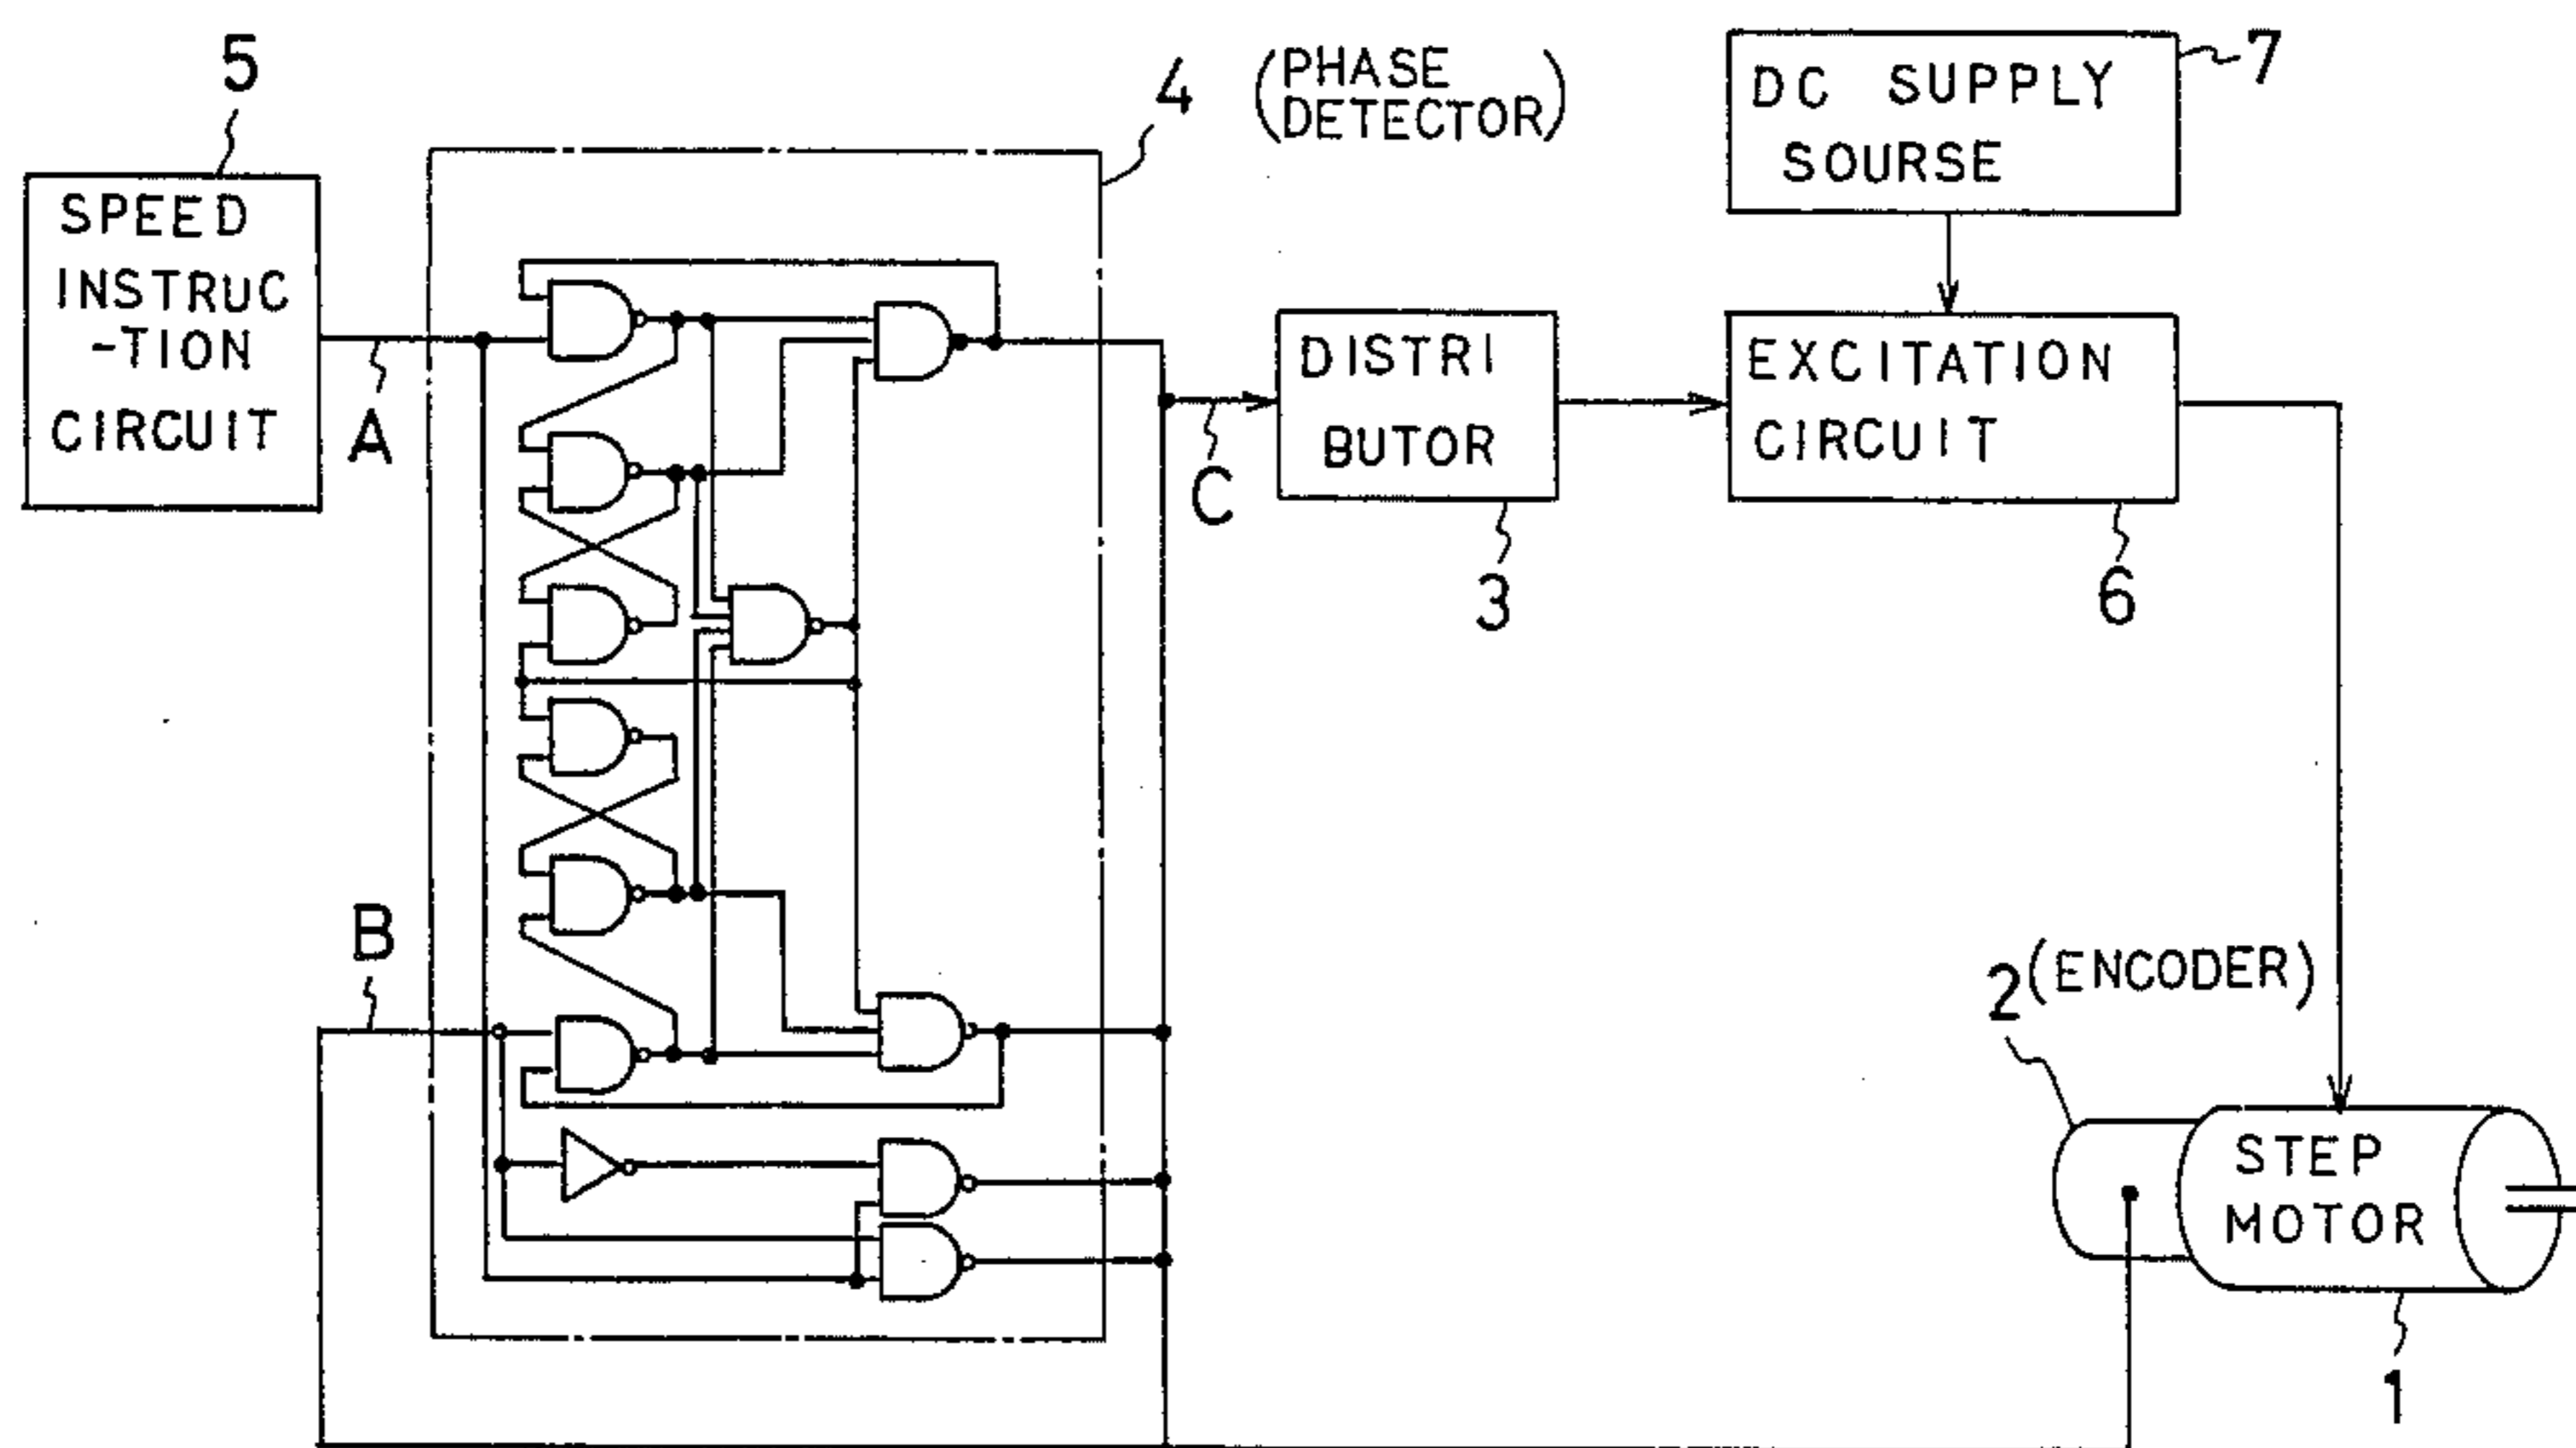 5
SPEED
INSTRUC
-TION
CIRCUIT
A
B
4 (PHASE
DETECTOR)
C
DISTRI
BUTOR
3
DC SUPPLY
SOURSE
7
EXCITATION
CIRCUIT
6
2 (ENCODER)
STEP
MOTOR
1